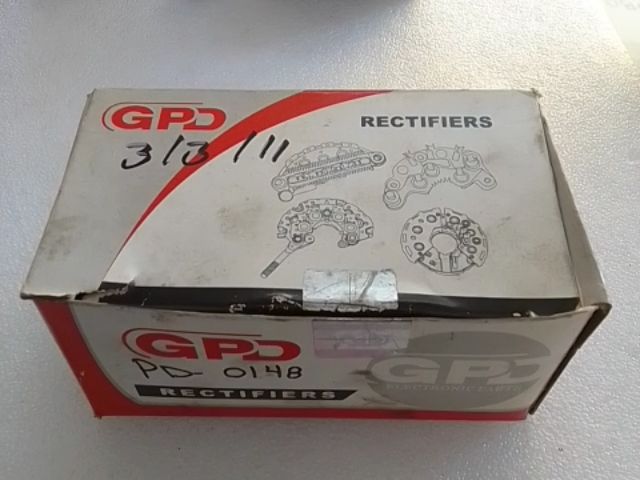 GPD
RECTIFIERS
3/3/11
GPD
PD-0148
RECTIFIERS
GPD
ELECTRONIC PARTS